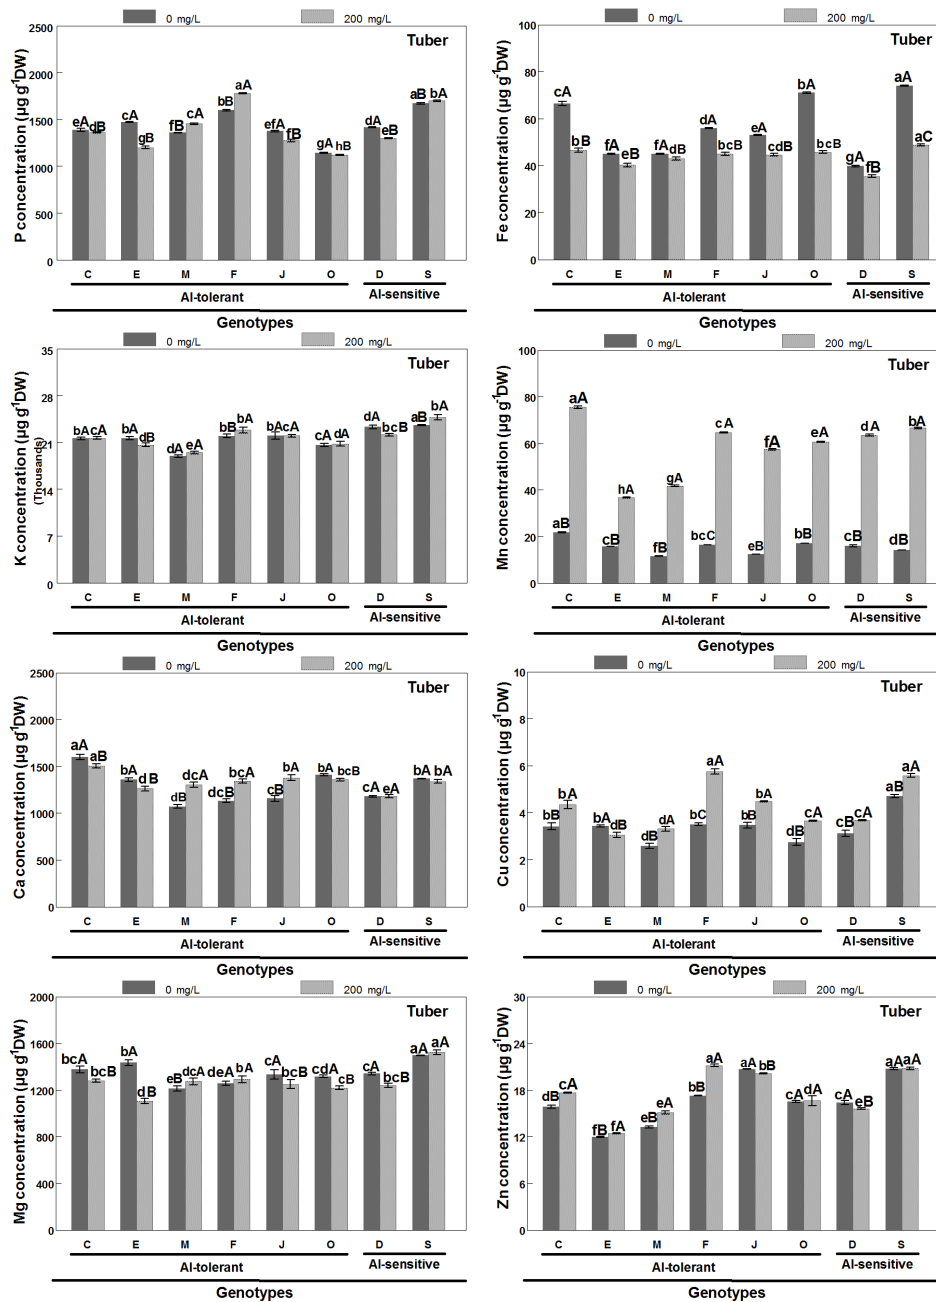 0 mg/L 200 mg/L
Tuber
P concentration (µg g-1DW)
2500
2000
1500
1000
500
0
eA dB cA gB fB cA bB aA efA fB gA hB dA eB aB bA
C E M F J O D S
Al-tolerant Al-sensitive
Genotypes
0 mg/L 200 mg/L
Tuber
Fe concentration (µg g-1DW)
100
80
60
40
20
0
cA bB fA eB fA dB dA bcB eA cdB bA bcB gA fB aA aC
C E M F J O D S
Al-tolerant Al-sensitive
Genotypes
0 mg/L 200 mg/L
Tuber
K concentration (µg g-1DW)
(Thousands)
35
28
21
14
7
0
bA cA bA dB dA eA bB bA bA cA cA dA dA bcB aB bA
C E M F J O D S
Al-tolerant Al-sensitive
Genotypes
0 mg/L 200 mg/L
Tuber
Mn concentration (µg g-1DW)
100
80
60
40
20
0
aB aA cB hA fB gA bcC cA eB fA bB eA cB dA dB bA
C E M F J O D S
Al-tolerant Al-sensitive
Genotypes
0 mg/L 200 mg/L
Tuber
Ca concentration (µg g-1DW)
2500
2000
1500
1000
500
0
aA aB bA dB dB dcA dcB bcA cB bA bA bcB cA eA bA bA
C E M F J O D S
Al-tolerant Al-sensitive
Genotypes
0 mg/L 200 mg/L
Tuber
Cu concentration (µg g-1DW)
10
8
6
4
2
0
bB bA bA dB dB dA bC aA bB bA dB cA cB dA aB aA
C E M F J O D S
Al-tolerant Al-sensitive
Genotypes
0 mg/L 200 mg/L
Tuber
Mg concentration (µg g-1DW)
2000
1600
1200
800
400
0
bcA bcB bA dB eB dcA deA bA cA bcB cdA cB cA bcB aA aA
C E M F J O D S
Al-tolerant Al-sensitive
Genotypes
0 mg/L 200 mg/L
Tuber
Zn concentration (µg g-1DW)
30
24
18
12
6
0
dB cA fB fA eB eA bB aA aA bB cA dA cA eB aA aA
C E M F J O D S
Al-tolerant Al-sensitive
Genotypes